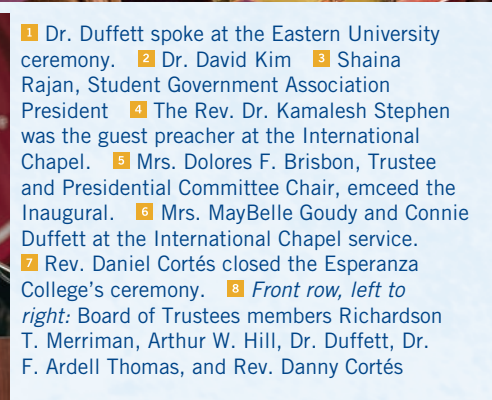 1 Dr. Duffett spoke at the Eastern University
ceremony. 2 Dr. David Kim 3 Shaina
Rajan, Student Government Association
President 4 The Rev. Dr. Kamalesh Stephen
was the guest preacher at the International
Chapel. 5 Mrs. Dolores F. Brisbon, Trustee
and Presidential Committee Chair, emceed the
Inaugural. 6 Mrs. MayBelle Goudy and Connie
Duffett at the International Chapel service.
7 Rev. Daniel Cortés closed the Esperanza
College’s ceremony. 8 Front row, left to
right: Board of Trustees members Richardson
T. Merriman, Arthur W. Hill, Dr. Duffett, Dr.
F. Ardell Thomas, and Rev. Danny Cortés